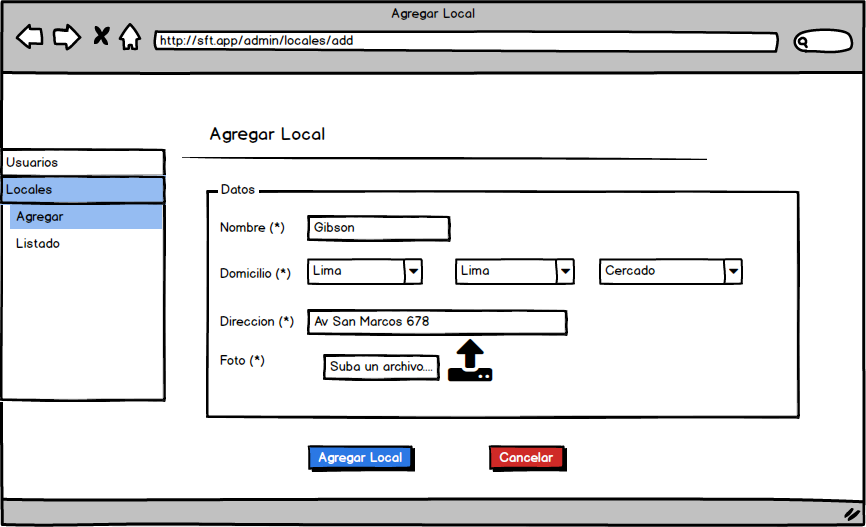 Agregar Local
http://sft.app/admin/locales/add
Agregar Local
Usuarios
Locales
Agregar
Listado
Datos
Nombre (*) Gibson
Domicilio (*) Lima Lima Cercado
Direccion (*) Av San Marcos 678
Foto (*) Suba un archivo....
Agregar Local Cancelar